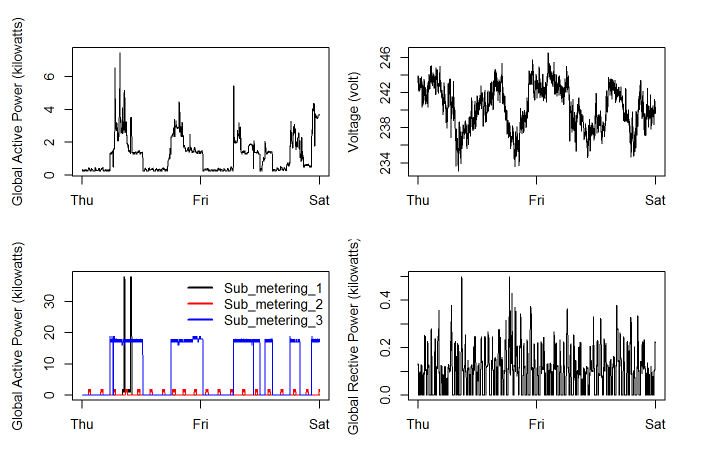 Global Active Power (kilowatts)
0 2 4 6
Thu Fri Sat
Voltage (volt)
234 238 242 246
Thu Fri Sat
Global Active Power (kilowatts)
0 10 20 30
Sub_metering_1
Sub_metering_2
Sub_metering_3
Thu Fri Sat
Global Rective Power (kilowatts)
0.0 0.2 0.4
Thu Fri Sat